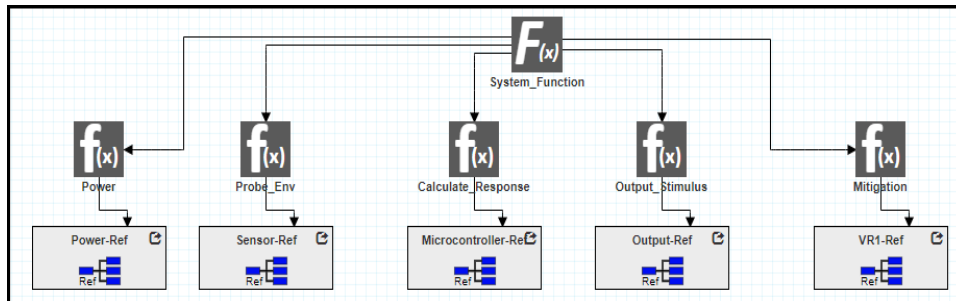 F(x)
System_Function
f(x)
f(x)
f(x)
f(x)
f(x)
Power
Probe_Env
Calculate_Response
Output_Stimulus
Mitigation
Power-Ref
Sensor-Ref
Microcontroller-Ref
Output-Ref
VR1-Ref
Ref
Ref
Ref
Ref
Ref